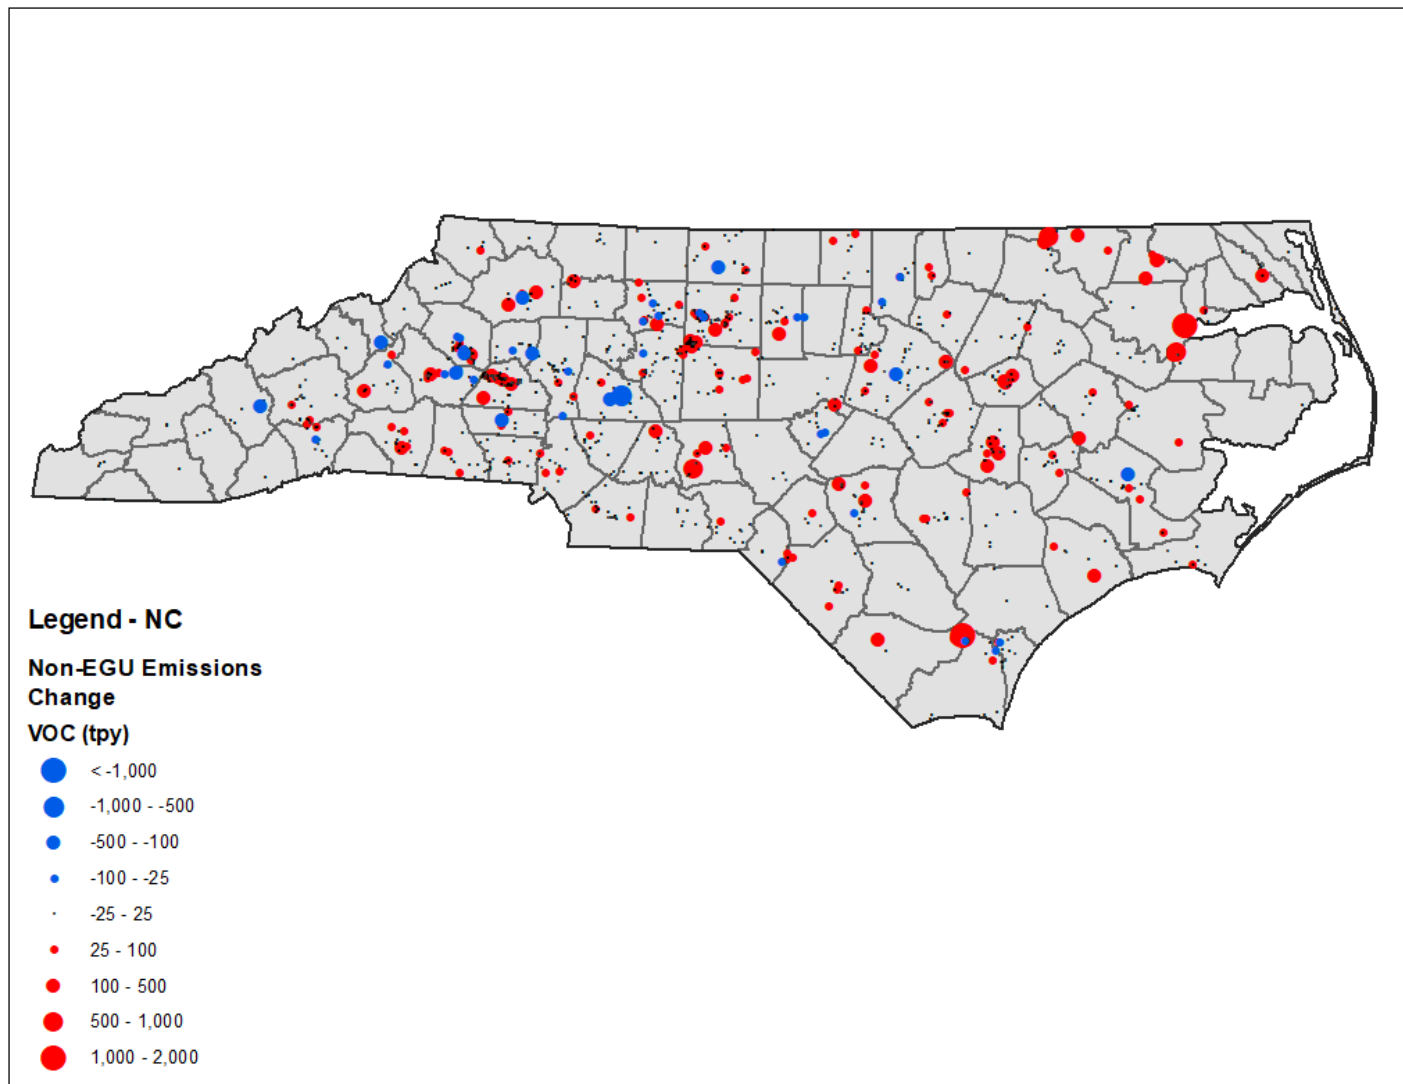 Legend - NC
Non-EGU Emissions
Change
VOC (tpy)
< -1,000
-1,000 - -500
-500 - -100
-100 - -25
-25 - 25
25 - 100
100 - 500
500 - 1,000
1,000 - 2,000